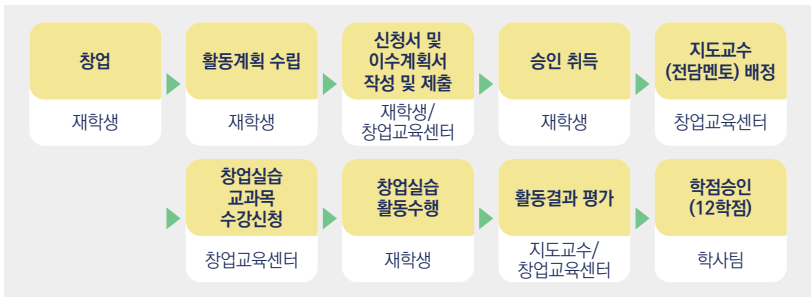 창업
재학생
활동계획 수립
재학생
신청서 및
이수계획서
작성 및 제출
재학생/
창업교육센터
승인 취득
재학생
지도교수
(전담멘토) 배정
창업교육센터
창업실습
교과목
수강신청
창업교육센터
창업실습
활동수행
재학생
활동결과 평가
지도교수/
창업교육센터
학점승인
(12학점)
학사팀